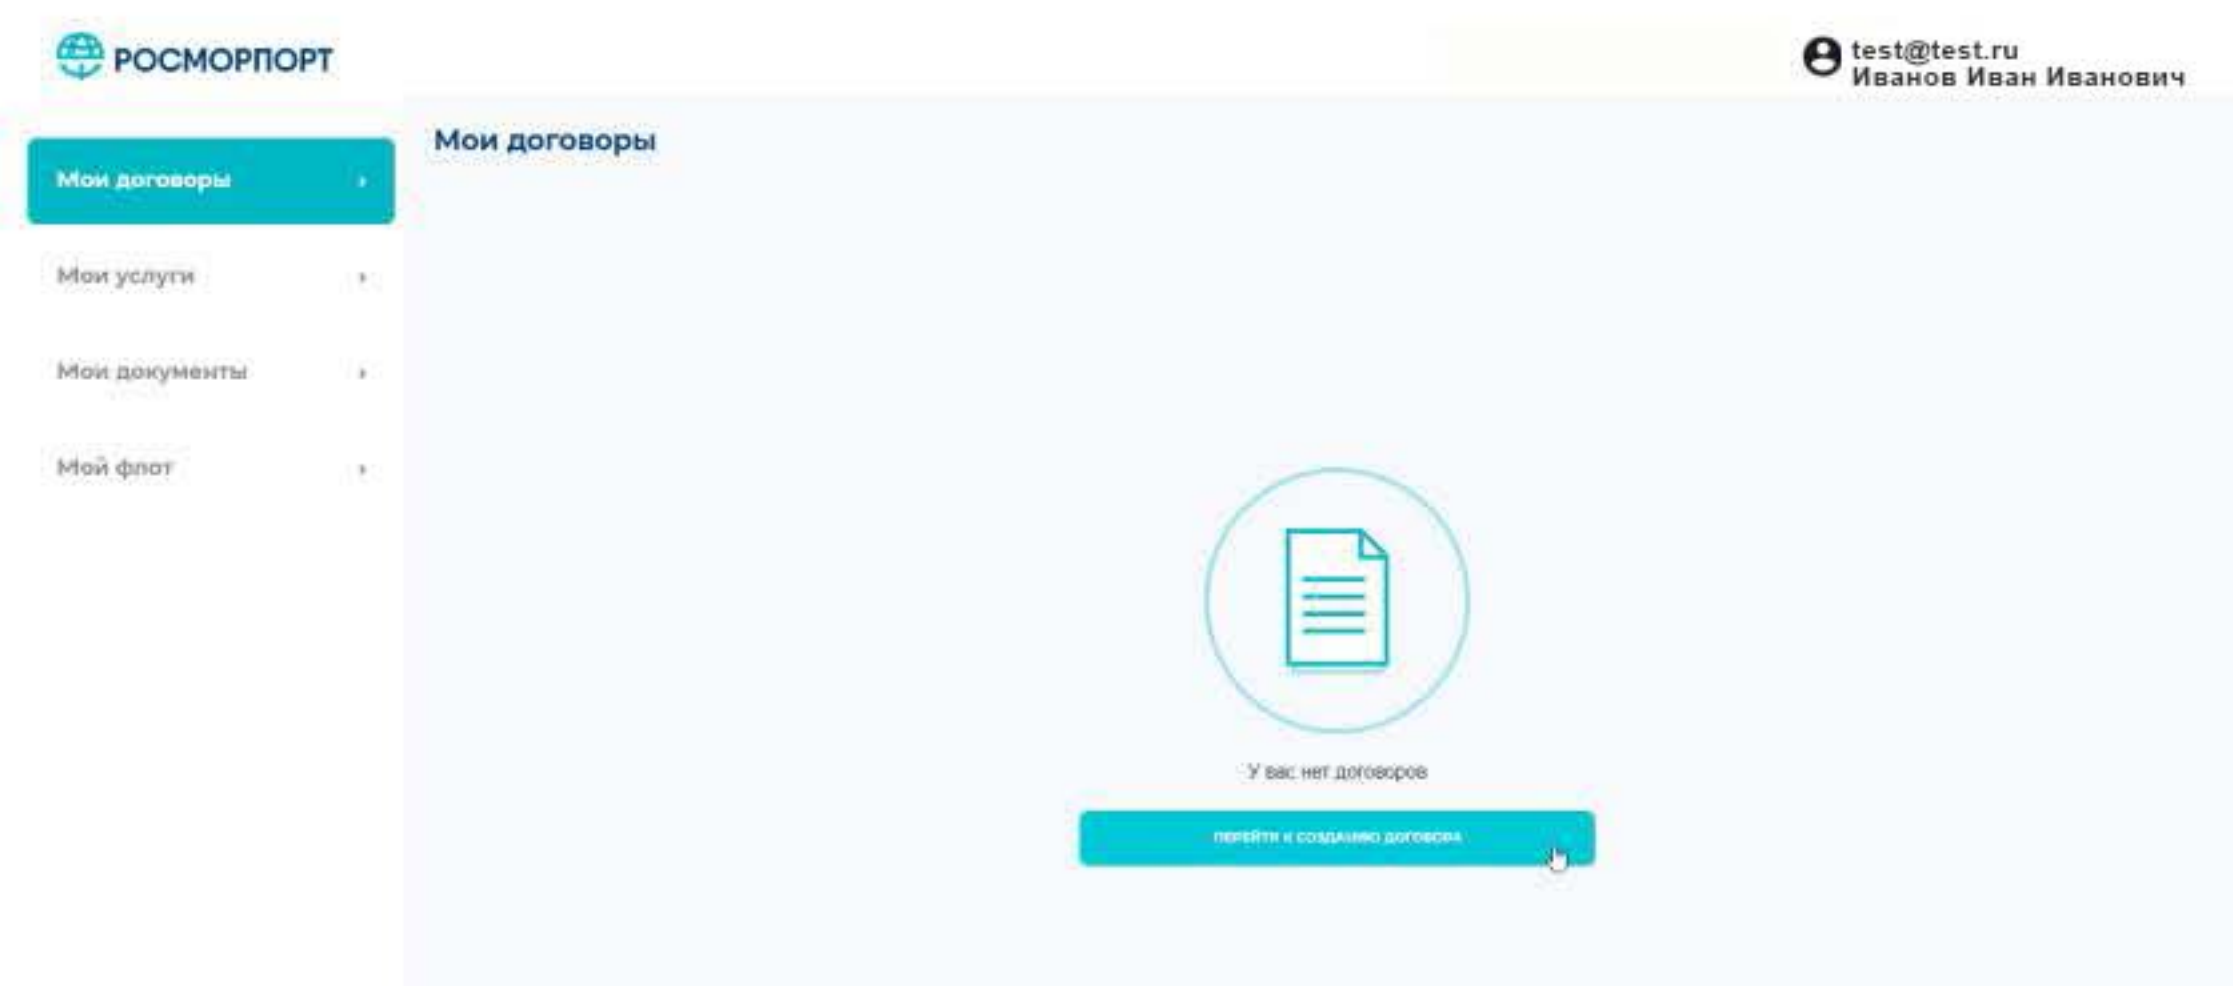 РОСМОРПОРТ
test@test.ru
Иванов Иван Иванович
Мои договоры
Мои услуги
Мои документы
Мой флот
Мои договоры
У вас нет договоров
ПЕРЕЙТИ К СОЗДАНИЮ ДОГОВОРА